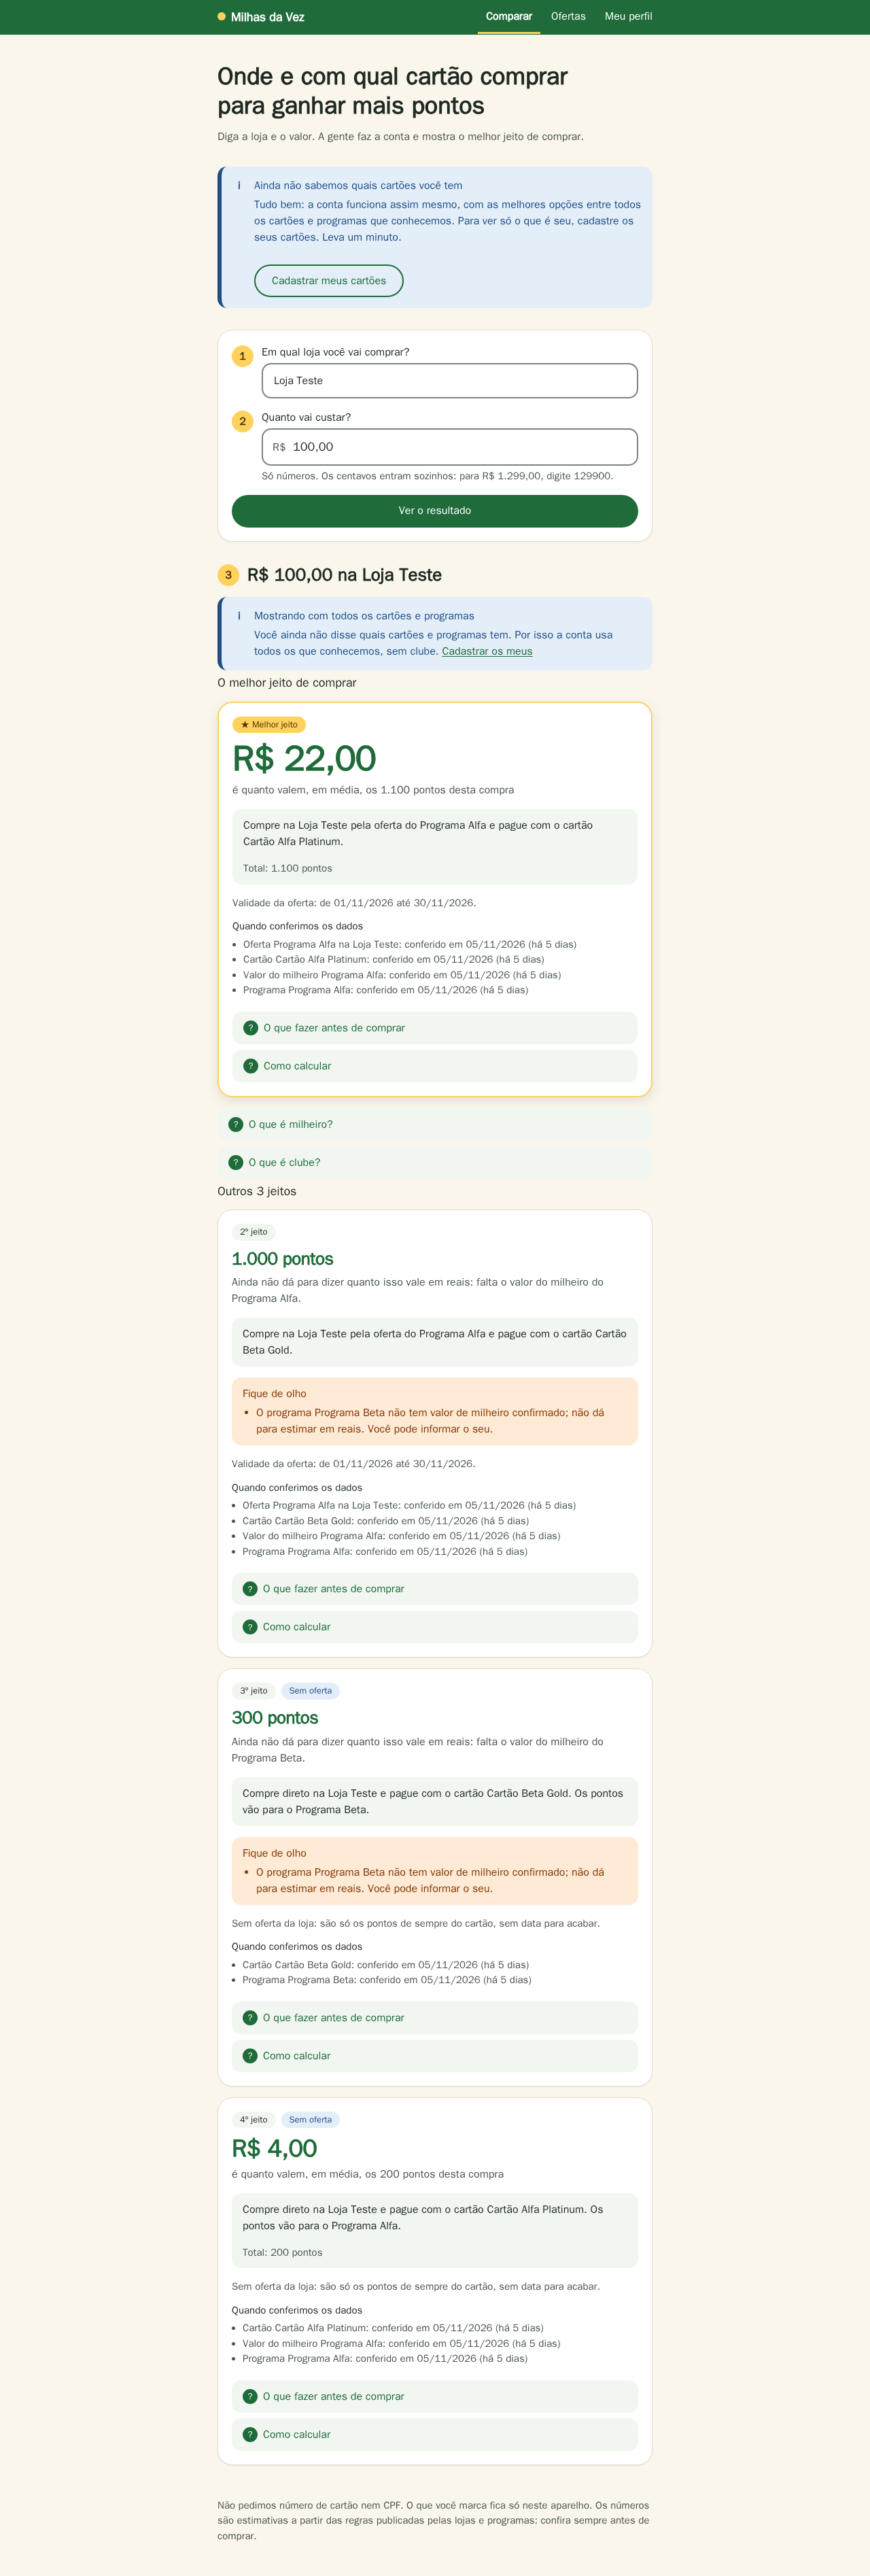 Milhas da Vez
Comparar
Ofertas
Meu perfil
Onde e com qual cartão comprar
para ganhar mais pontos
Diga a loja e o valor. A gente faz a conta e mostra o melhor jeito de comprar.
i Ainda não sabemos quais cartões você tem
Tudo bem: a conta funciona assim mesmo, com as melhores opções entre todos
os cartões e programas que conhecemos. Para ver só o que é seu, cadastre os
seus cartões. Leva um minuto.
Cadastrar meus cartões
1 Em qual loja você vai comprar?
Loja Teste
2 Quanto vai custar?
R$ 100,00
Só números. Os centavos entram sozinhos: para R$ 1.299,00, digite 129900.
Ver o resultado
3 R$ 100,00 na Loja Teste
i Mostrando com todos os cartões e programas
Você ainda não disse quais cartões e programas tem. Por isso a conta usa
todos os que conhecemos, sem clube. Cadastrar os meus
O melhor jeito de comprar
★ Melhor jeito
R$ 22,00
é quanto valem, em média, os 1.100 pontos desta compra
Compre na Loja Teste pela oferta do Programa Alfa e pague com o cartão
Cartão Alfa Platinum.
Total: 1.100 pontos
Validade da oferta: de 01/11/2026 até 30/11/2026.
Quando conferimos os dados
• Oferta Programa Alfa na Loja Teste: conferido em 05/11/2026 (há 5 dias)
• Cartão Cartão Alfa Platinum: conferido em 05/11/2026 (há 5 dias)
• Valor do milheiro Programa Alfa: conferido em 05/11/2026 (há 5 dias)
• Programa Programa Alfa: conferido em 05/11/2026 (há 5 dias)
? O que fazer antes de comprar
? Como calcular
? O que é milheiro?
? O que é clube?
Outros 3 jeitos
2º jeito
1.000 pontos
Ainda não dá para dizer quanto isso vale em reais: falta o valor do milheiro do
Programa Alfa.
Compre na Loja Teste pela oferta do Programa Alfa e pague com o cartão Cartão
Beta Gold.
Fique de olho
• O programa Programa Beta não tem valor de milheiro confirmado; não dá
para estimar em reais. Você pode informar o seu.
Validade da oferta: de 01/11/2026 até 30/11/2026.
Quando conferimos os dados
• Oferta Programa Alfa na Loja Teste: conferido em 05/11/2026 (há 5 dias)
• Cartão Cartão Beta Gold: conferido em 05/11/2026 (há 5 dias)
• Valor do milheiro Programa Alfa: conferido em 05/11/2026 (há 5 dias)
• Programa Programa Alfa: conferido em 05/11/2026 (há 5 dias)
? O que fazer antes de comprar
? Como calcular
3º jeito
Sem oferta
300 pontos
Ainda não dá para dizer quanto isso vale em reais: falta o valor do milheiro do
Programa Beta.
Compre direto na Loja Teste e pague com o cartão Cartão Beta Gold. Os pontos
vão para o Programa Beta.
Fique de olho
• O programa Programa Beta não tem valor de milheiro confirmado; não dá
para estimar em reais. Você pode informar o seu.
Sem oferta da loja: são só os pontos de sempre do cartão, sem data para acabar.
Quando conferimos os dados
• Cartão Cartão Beta Gold: conferido em 05/11/2026 (há 5 dias)
• Programa Programa Beta: conferido em 05/11/2026 (há 5 dias)
? O que fazer antes de comprar
? Como calcular
4º jeito
Sem oferta
R$ 4,00
é quanto valem, em média, os 200 pontos desta compra
Compre direto na Loja Teste e pague com o cartão Cartão Alfa Platinum. Os
pontos vão para o Programa Alfa.
Total: 200 pontos
Sem oferta da loja: são só os pontos de sempre do cartão, sem data para acabar.
Quando conferimos os dados
• Cartão Cartão Alfa Platinum: conferido em 05/11/2026 (há 5 dias)
• Valor do milheiro Programa Alfa: conferido em 05/11/2026 (há 5 dias)
• Programa Programa Alfa: conferido em 05/11/2026 (há 5 dias)
? O que fazer antes de comprar
? Como calcular
Não pedimos número de cartão nem CPF. O que você marca fica só neste aparelho. Os números
são estimativas a partir das regras publicadas pelas lojas e programas: confira sempre antes de
comprar.